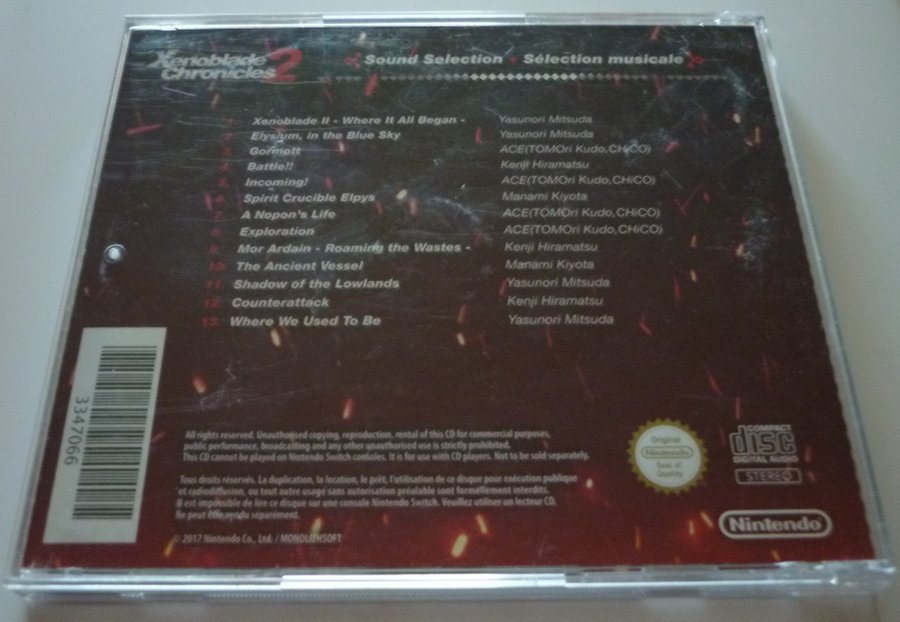 Xenoblade
Chronicles 2
Sound Selection + Sélection musicale
1. Xenoblade II - Where It All Began - Yasunori Mitsuda
2. Elysium, in the Blue Sky Yasunori Mitsuda
3. Gormott ACE(TOMOri Kudo,CHiCO)
4. Battle!! Kenji Hiramatsu
5. Incoming! ACE(TOMOri Kudo,CHiCO)
6. Spirit Crucible Elpys Manami Kiyota
7. A Nopon's Life ACE(TOMOri Kudo,CHiCO)
8. Exploration ACE(TOMOri Kudo,CHiCO)
9. Mor Ardain - Roaming the Wastes - Kenji Hiramatsu
10. The Ancient Vessel Manami Kiyota
11. Shadow of the Lowlands Yasunori Mitsuda
12. Counterattack Kenji Hiramatsu
13. Where We Used To Be Yasunori Mitsuda
3347066
All rights reserved. Unauthorised copying, reproduction, rental of this CD for commercial purposes,
public performance, broadcasting and any other unauthorised use is strictly prohibited.
This CD cannot be played on Nintendo Switch consoles. It is for use with CD players. Not to be sold separately.
Tous droits reservés. La duplication, la location, le prêt, l'utilisation de ce disque pour exécution publique
et radiodiffusion, ou tout autre usage sans autorisation préalable sont formellement interdits.
Il est impossible de lire ce disque sur une console Nintendo Switch. Veuillez utiliser un lecteur CD.
Ne peut être rendu séparément.
© 2017 Nintendo Co., Ltd. / MONOLITHSOFT
Original
Nintendo
Seal of
Quality
COMPACT
disc
DIGITAL AUDIO
STEREO
Nintendo